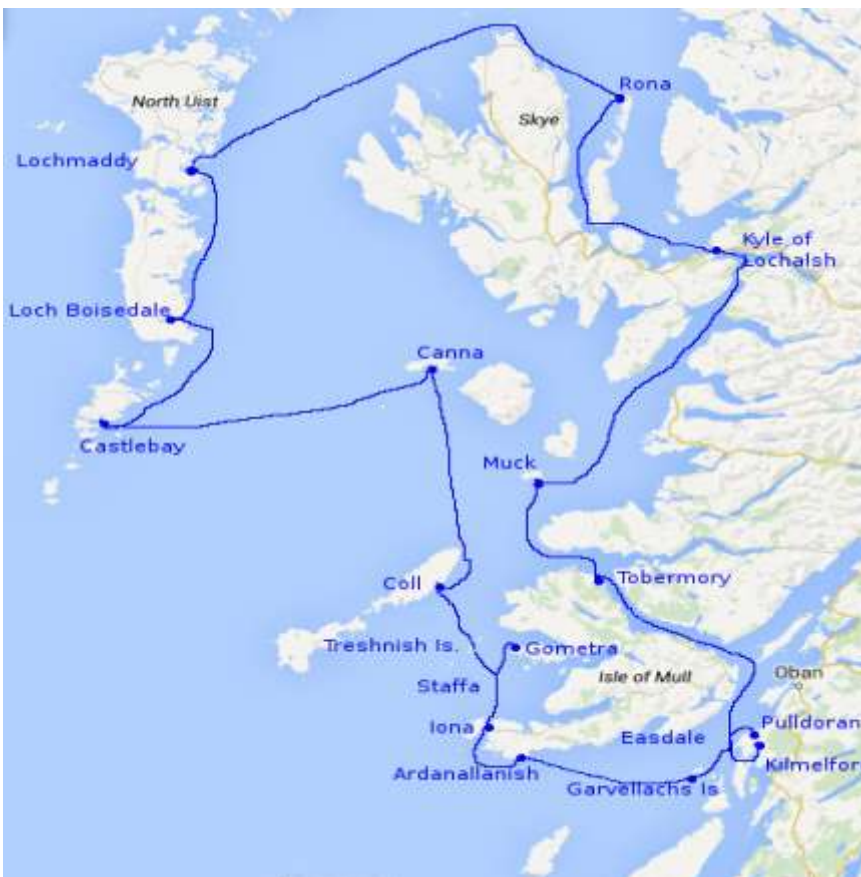 Rona
North Uist
Skye
Lochmaddy
Kyle of
Lochalsh
Loch Boisedale
Canna
Castlebay
Muck
Coll
Tobermory
Treshnish Is.
Gometra
Oban
Isle of Mull
Staffa
Pulldoran
Iona
Easdale
Kilmelfor
Ardanallanish
Garvellachs Is